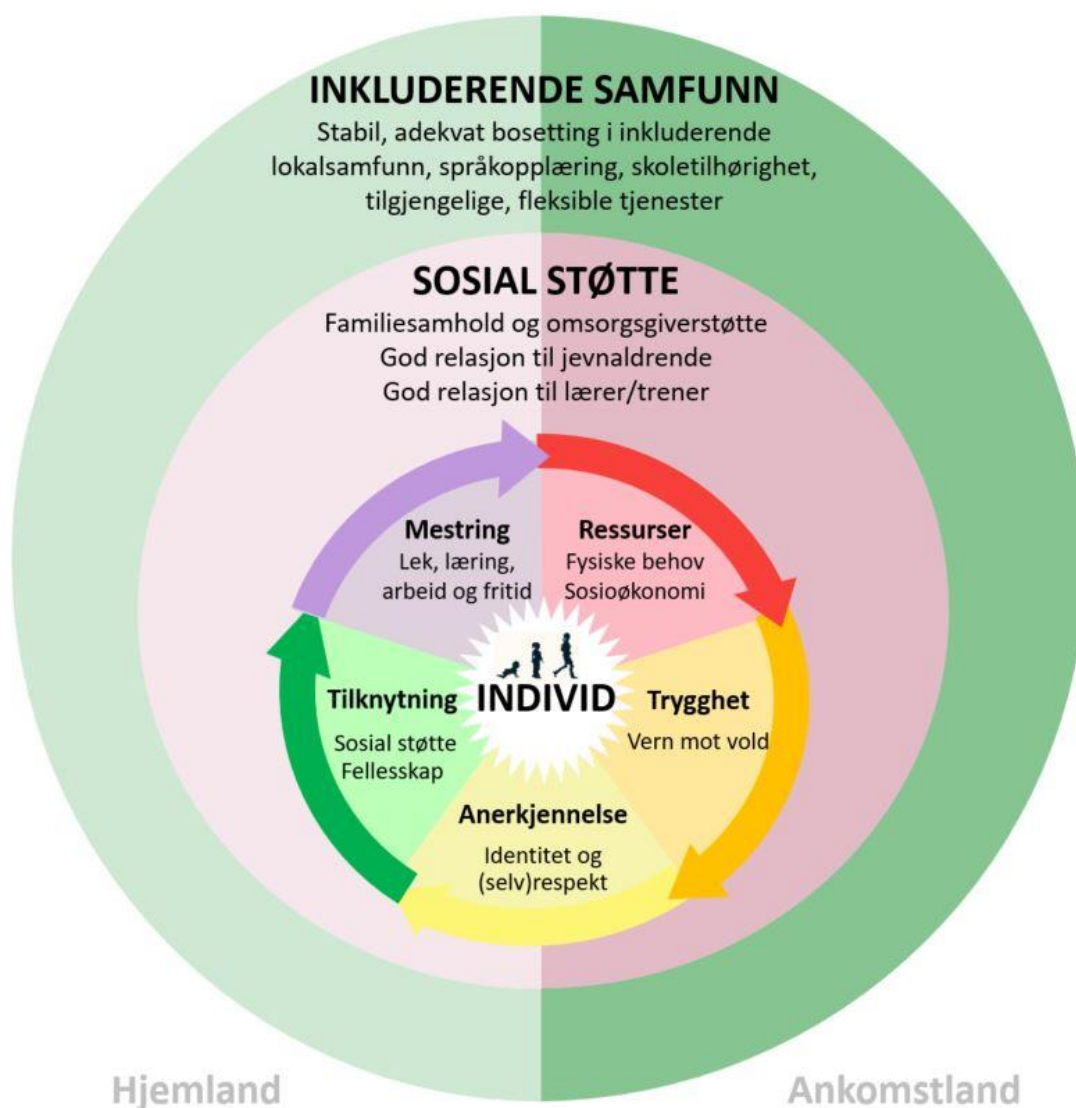 INKLUDERENDE SAMFUNN
Stabil, adekvat bosetting i inkluderende
lokalsamfunn, språkopplæring, skoletilhørighet,
tilgjengelige, fleksible tjenester
SOSIAL STØTTE
Familiesamhold og omsorgsgiverstøtte
God relasjon til jevnaldrende
God relasjon til lærer/trener
Mestring
Lek, læring,
arbeid og fritid
Ressurser
Fysiske behov
Sosioøkonomi
INDIVID
Tilknytning
Sosial støtte
Fellesskap
Trygghet
Vern mot vold
Anerkjennelse
Identitet og
(selv)respekt
Hjemland
Ankomstland